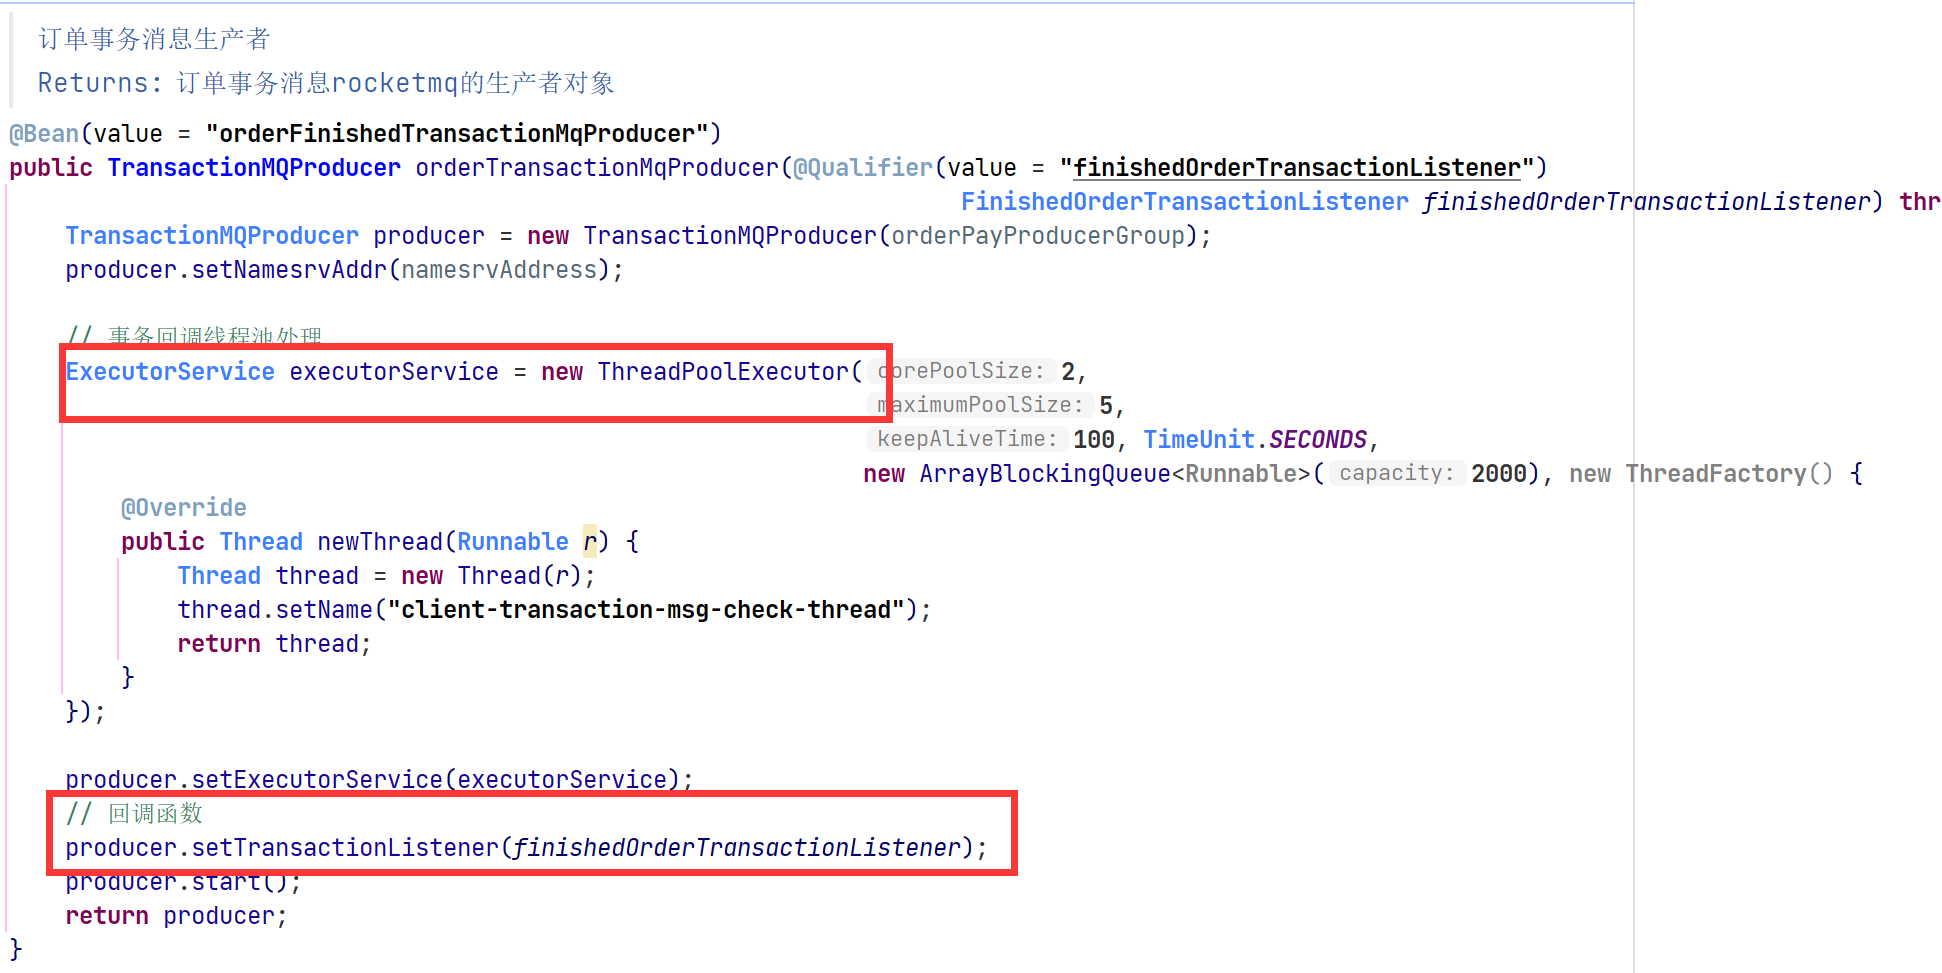 订单事务消息生产者
Returns: 订单事务消息rocketmq的生产者对象
@Bean(value = "orderFinishedTransactionMqProducer")
public TransactionMQProducer orderTransactionMqProducer(@Qualifier(value = "finishedOrderTransactionListener")
FinishedOrderTransactionListener finishedOrderTransactionListener) thr
TransactionMQProducer producer = new TransactionMQProducer(orderPayProducerGroup);
producer.setNamesrvAddr(namesrvAddress);
// 事务回调线程池处理
ExecutorService executorService = new ThreadPoolExecutor( corePoolSize: 2,
maximumPoolSize: 5,
keepAliveTime: 100, TimeUnit.SECONDS,
new ArrayBlockingQueue<Runnable>( capacity: 2000), new ThreadFactory() {
@Override
public Thread newThread(Runnable r) {
Thread thread = new Thread(r);
thread.setName("client-transaction-msg-check-thread");
return thread;
}
});
producer.setExecutorService(executorService);
// 回调函数
producer.setTransactionListener(finishedOrderTransactionListener);
producer.start();
return producer;
}